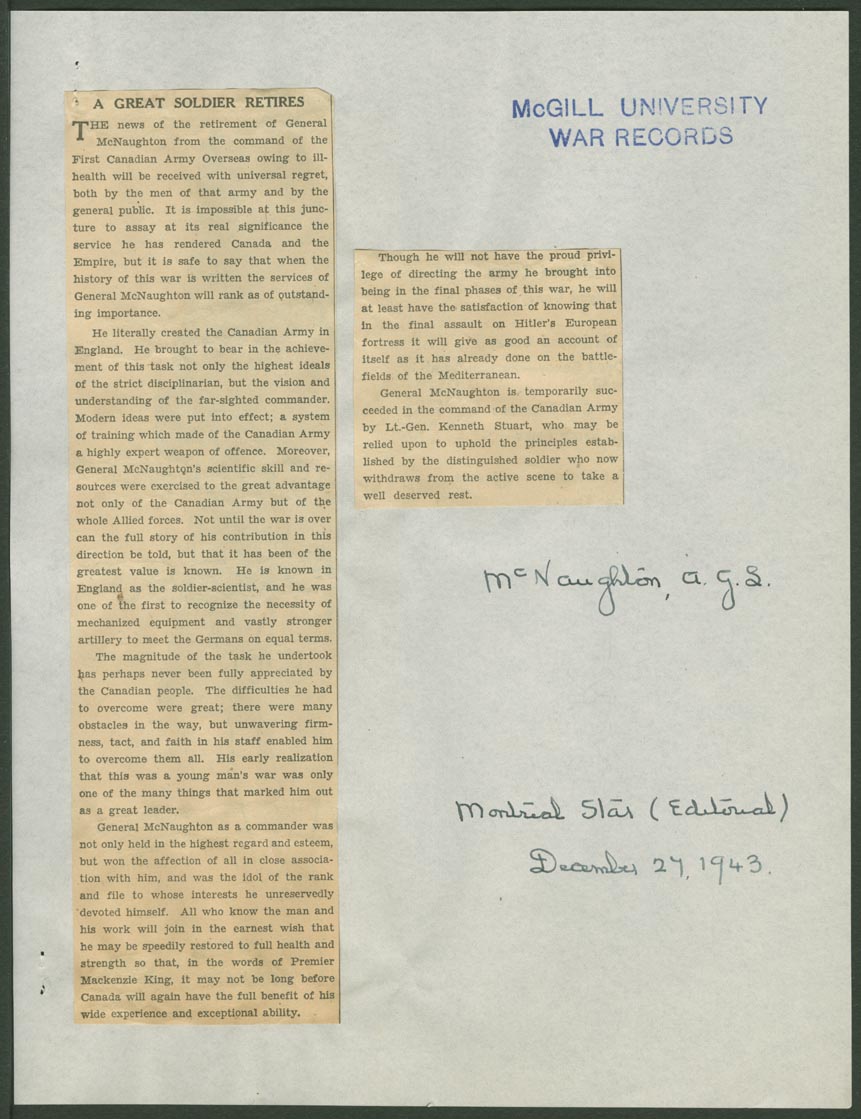 McGILL UNIVERSITY
WAR RECORDS
A GREAT SOLDIER RETIRES
THE news of the retirement of General
McNaughton from the command of the
First Canadian Army Overseas owing to ill-
health will be received with universal regret,
both by the men of that army and by the
general public. It is impossible at this junc-
ture to assay at its real significance the
service he has rendered Canada and the
Empire, but it is safe to say that when the
history of this war is written the services of
General McNaughton will rank as of outstand-
ing importance.
He literally created the Canadian Army in
England. He brought to bear in the achieve-
ment of this task not only the highest ideals
of the strict disciplinarian, but the vision and
understanding of the far-sighted commander.
Modern ideas were put into effect; a system
of training which made of the Canadian Army
a highly expert weapon of offence. Moreover,
General McNaughton's scientific skill and re-
sources were exercised to the great advantage
not only of the Canadian Army but of the
whole Allied forces. Not until the war is over
can the full story of his contribution in this
direction be told, but that it has been of the
greatest value is known. He is known in
England as the soldier-scientist, and he was
one of the first to recognize the necessity of
mechanized equipment and vastly stronger
artillery to meet the Germans on equal terms.
The magnitude of the task he undertook
has perhaps never been fully appreciated by
the Canadian people. The difficulties he had
to overcome were great; there were many
obstacles in the way, but unwavering firm-
ness, tact, and faith in his staff enabled him
to overcome them all. His early realization
that this was a young man's war was only
one of the many things that marked him out
as a great leader.
General McNaughton as a commander was
not only held in the highest regard and esteem,
but won the affection of all in close associa-
tion with him, and was the idol of the rank
and file to whose interests he unreservedly
devoted himself. All who know the man and
his work will join in the earnest wish that
he may be speedily restored to full health and
strength so that, in the words of Premier
Mackenzie King, it may not be long before
Canada will again have the full benefit of his
wide experience and exceptional ability.
Though he will not have the proud privi-
lege of directing the army he brought into
being in the final phases of this war, he will
at least have the satisfaction of knowing that
in the final assault on Hitler's European
fortress it will give as good an account of
itself as it has already done on the battle-
fields of the Mediterranean.
General McNaughton is temporarily suc-
ceeded in the command of the Canadian Army
by Lt.-Gen. Kenneth Stuart, who may be
relied upon to uphold the principles estab-
lished by the distinguished soldier who now
withdraws from the active scene to take a
well deserved rest.
McNaughton, A. G. L.
Montreal Star (Editorial)
December 27, 1943.